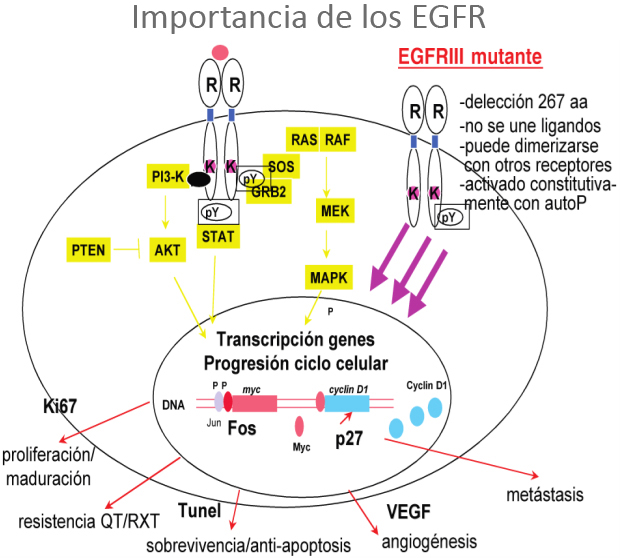 Importancia de los EGFR
EGFRIII mutante
R R
R R
-delección 267 aa
-no se une ligandos
-puede dimerizarse
con otros receptores
-activado constitutiva-
mente con autoP
RAS RAF
K K
SOS
PI3-K
pY
GRB2
K K
pY
pY
STAT
MEK
PTEN
AKT
MAPK
P
Transcripción genes
Progresión ciclo celular
P P
myc
cyclin D1
Cyclin D1
DNA
Jun
Fos
Myc
p27
Ki67
proliferación/
maduración
resistencia QT/RXT
Tunel
sobrevivencia/anti-apoptosis
VEGF
angiogénesis
metástasis